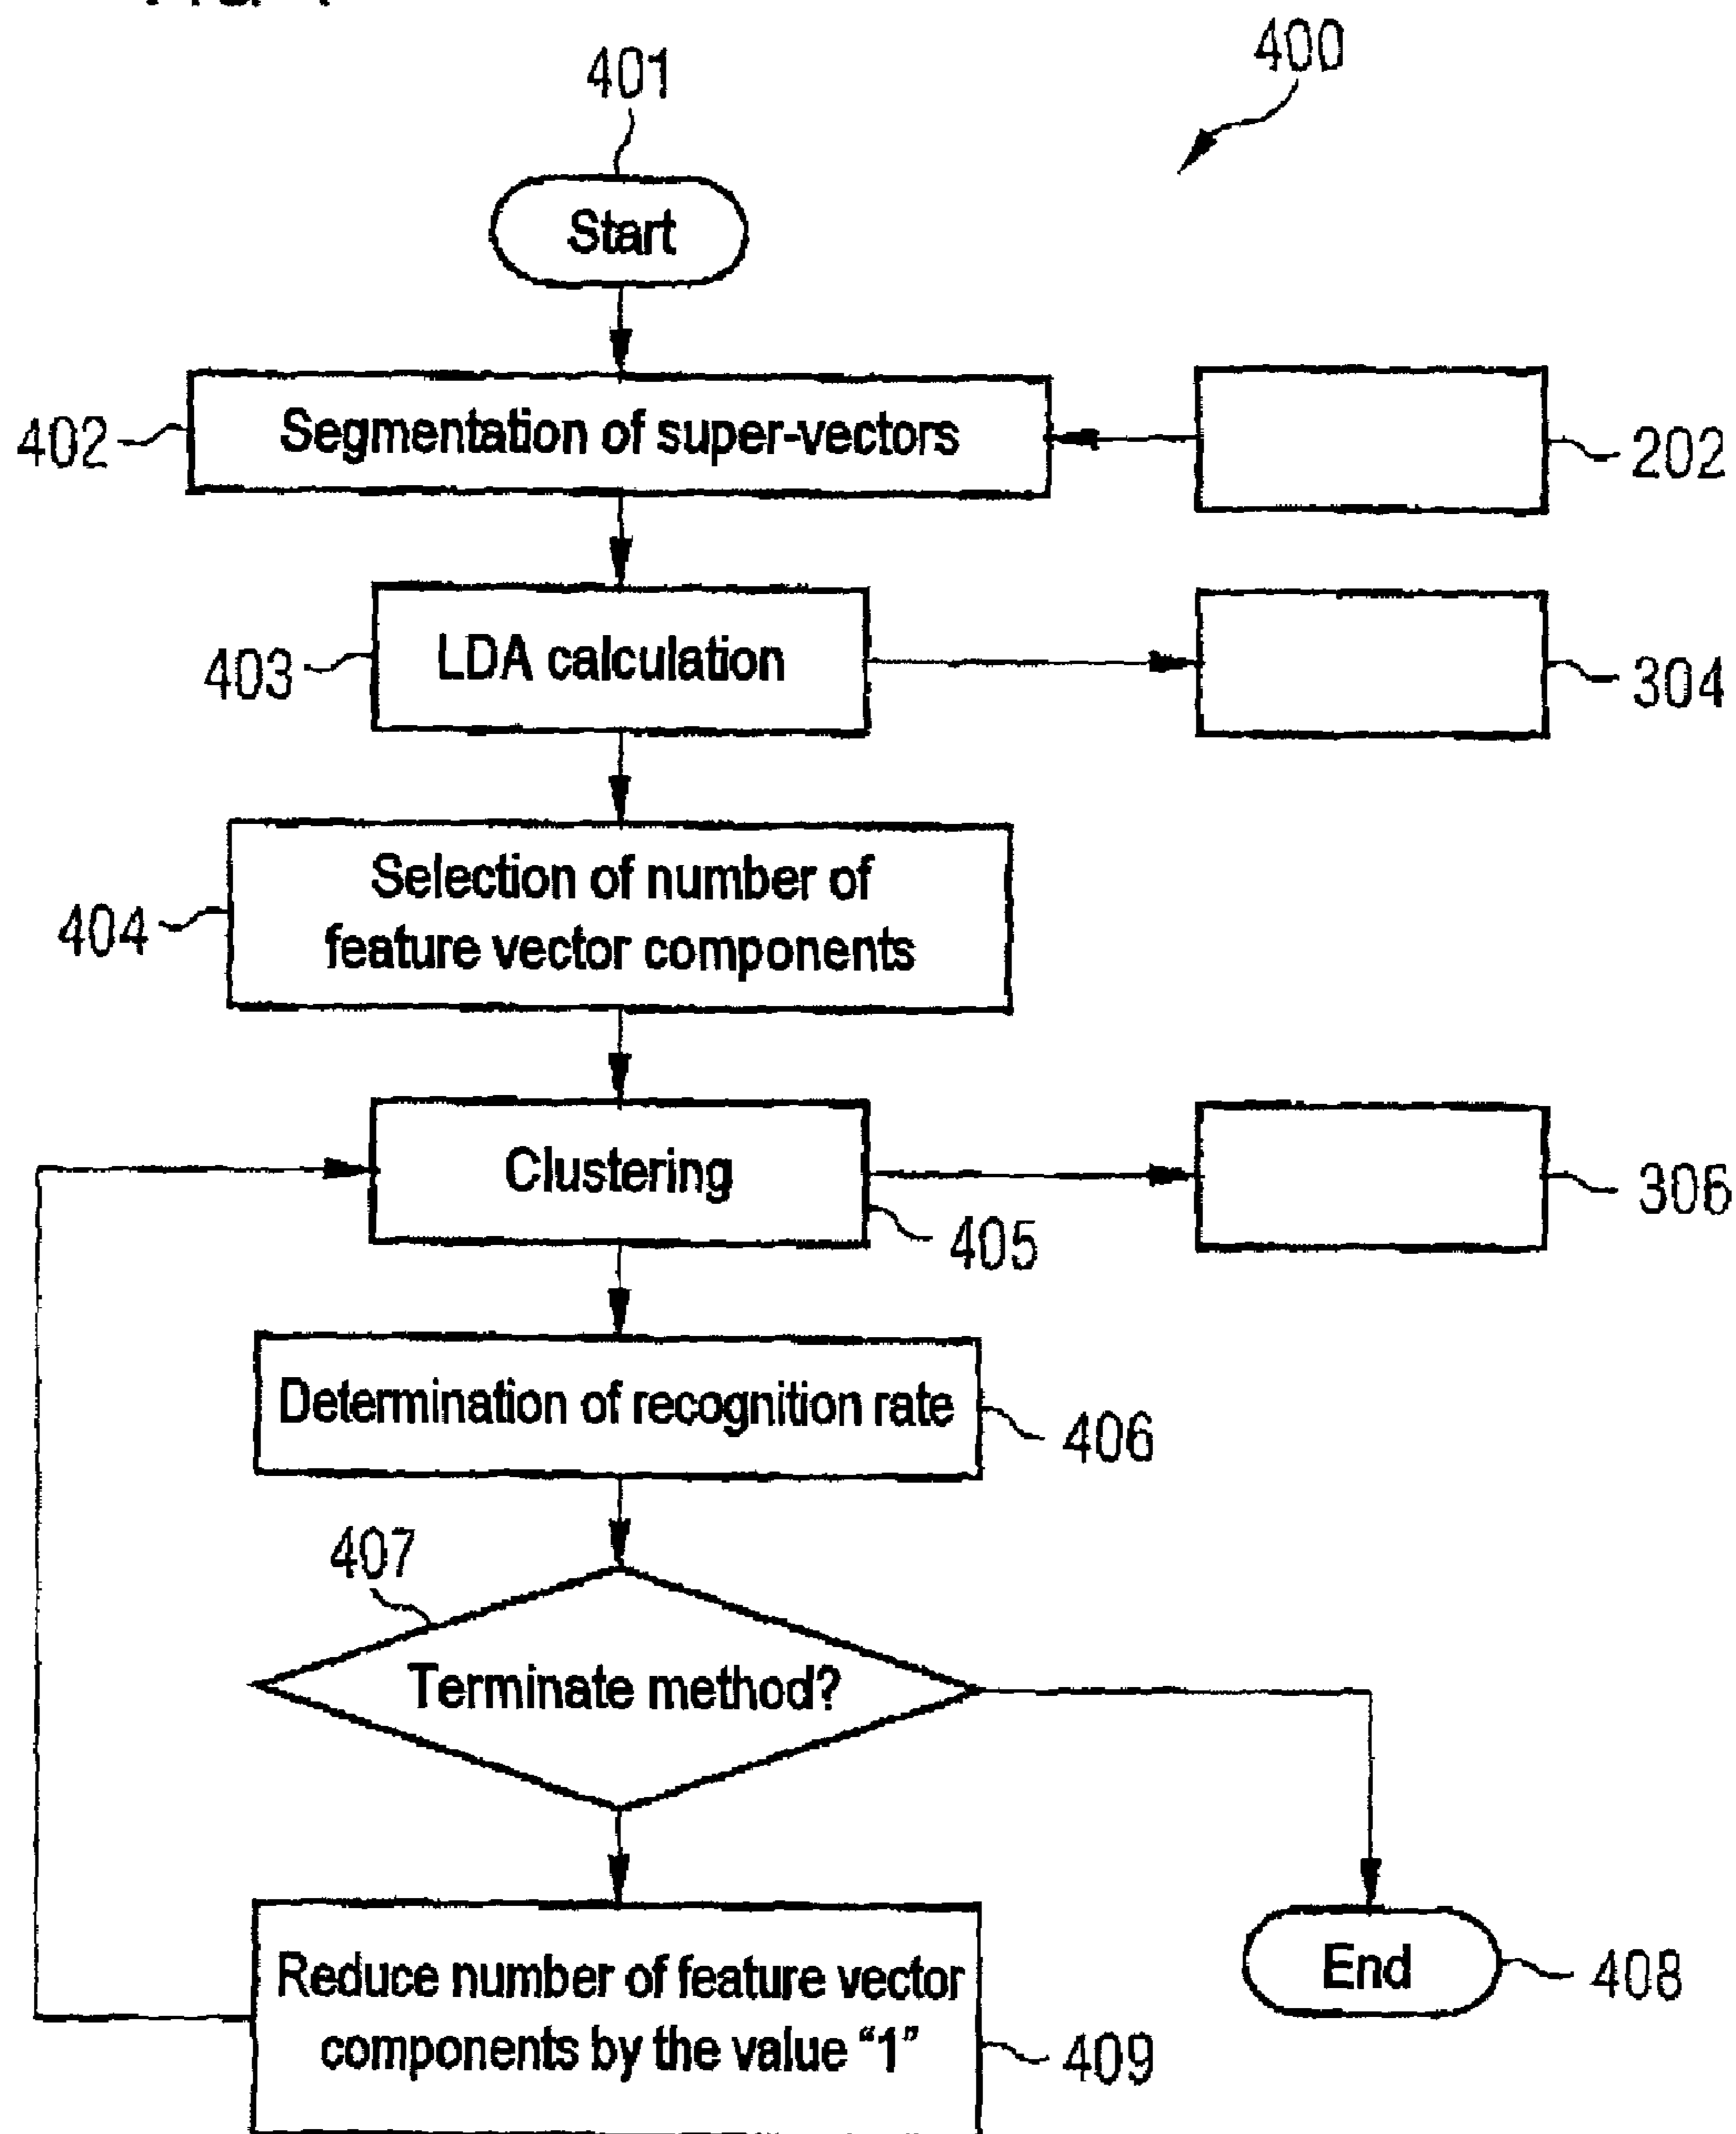 400
401
Start
402
Segmentation of super-vectors
202
403
LDA calculation
304
404
Selection of number of
feature vector components
Clustering
405
306
Determination of recognition rate
406
407
Terminate method?
End
408
Reduce number of feature vector
components by the value “1”
409